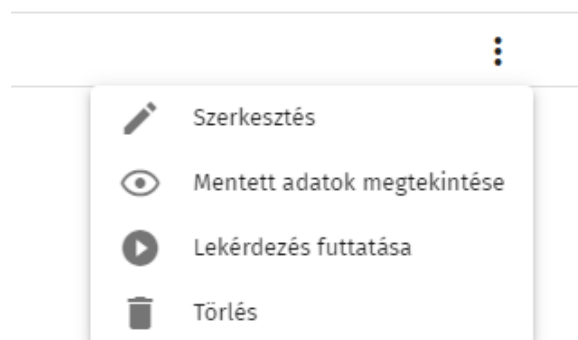 Szerkesztés
Mentett adatok megtekintése
Lekérdezés futtatása
Törlés